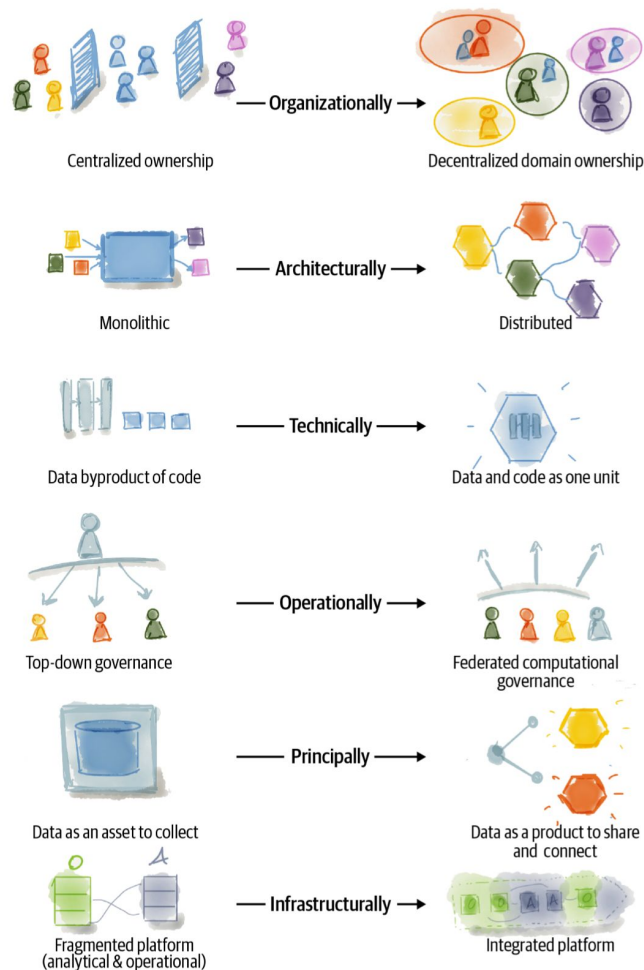 Organizationally
Centralized ownership
Decentralized domain ownership
Architecturally
Monolithic
Distributed
Technically
Data byproduct of code
Data and code as one unit
Operationally
Top-down governance
Federated computational
governance
Principally
Data as an asset to collect
Data as a product to share
and connect
O
A
Infrastructurally
O O A A O
Fragmented platform
(analytical & operational)
Integrated platform